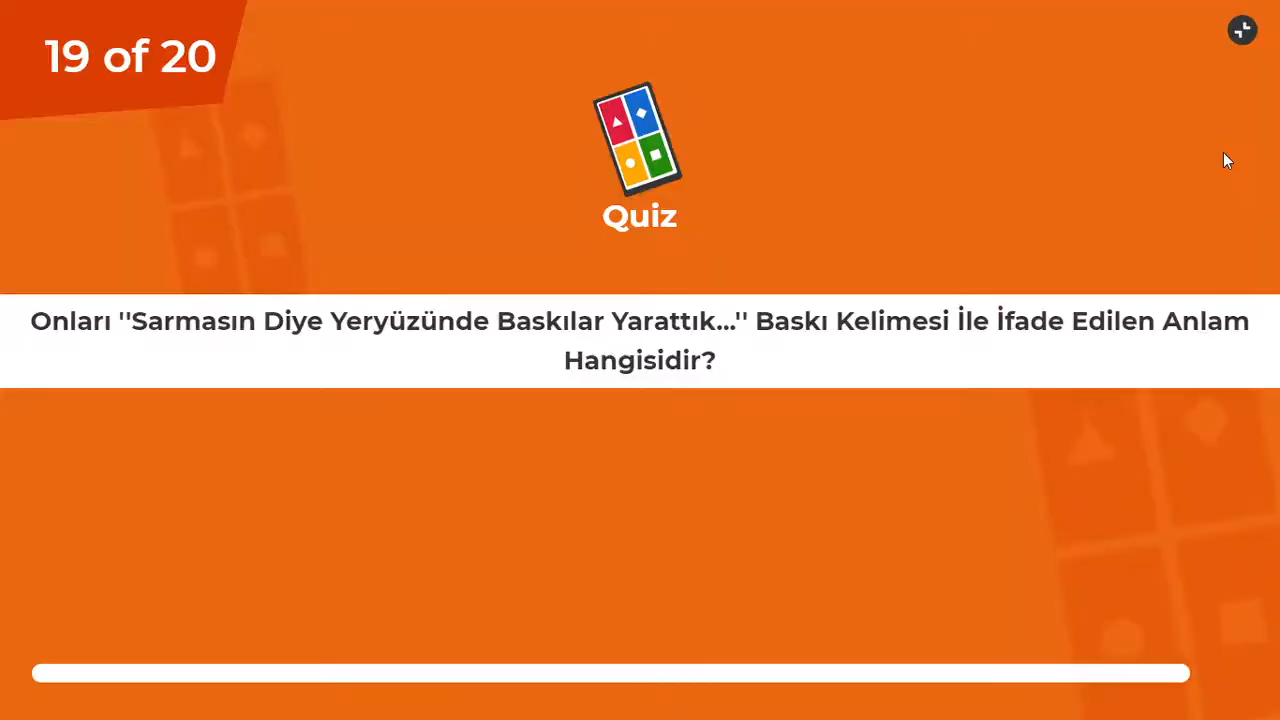 19 of 20
Quiz
Onları ''Sarmasın Diye Yeryüzünde Baskılar Yarattık...'' Baskı Kelimesi İle İfade Edilen Anlam
Hangisidir?